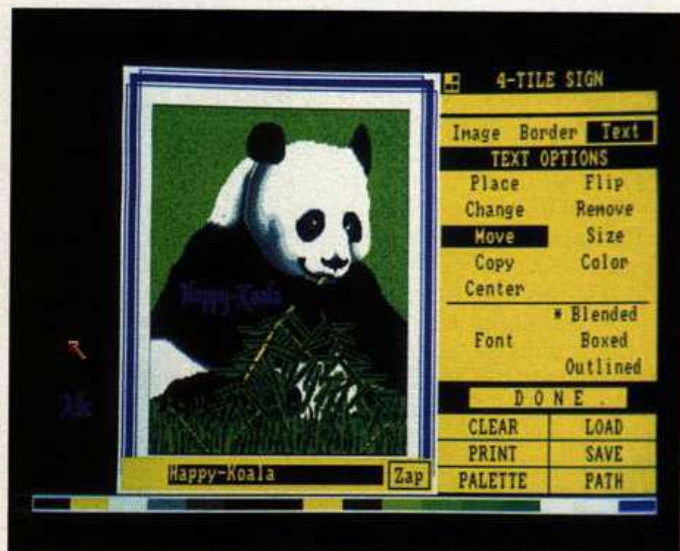 4-TILE SIGN
Image Border Text
TEXT OPTIONS
Place Flip
Change Remove
Move Size
Copy Color
Center
* Blended
Font Boxed
Outlined
DONE.
CLEAR LOAD
PRINT SAVE
PALETTE PATH
Happy-Koala
Abc
Happy-Koala Zap